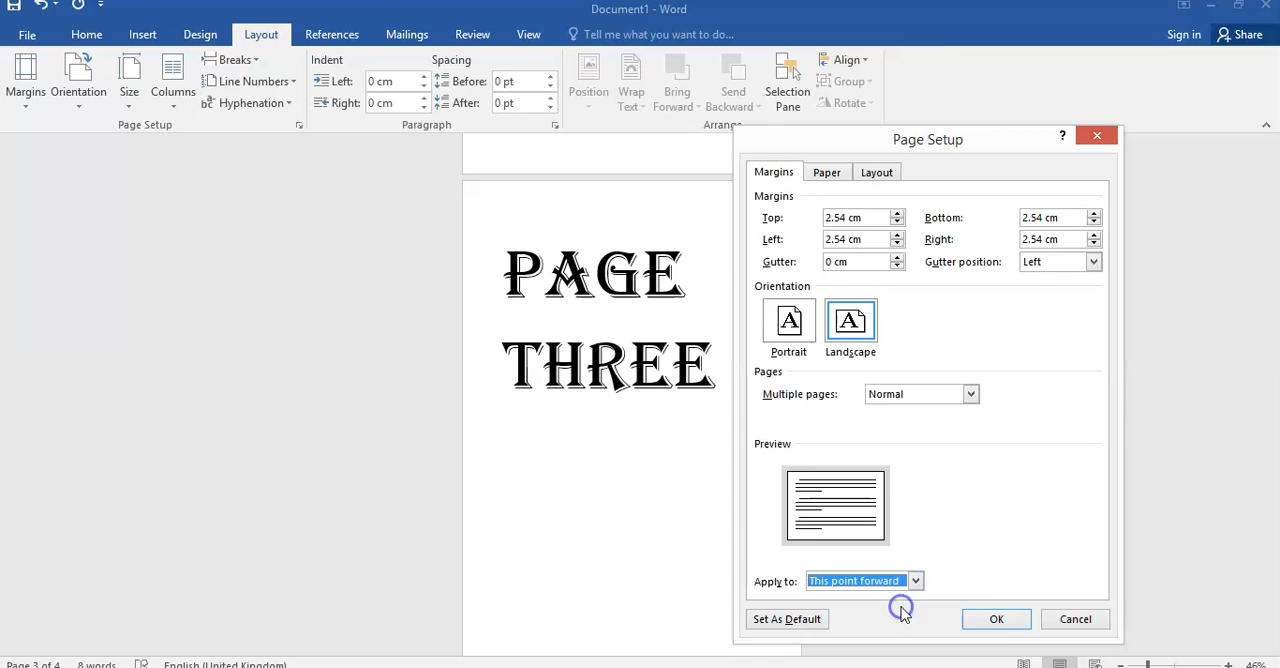 Document1 - Word
File Home Insert Design Layout References Mailings Review View Tell me what you want to do... Sign in Share
Margins Orientation Size Columns
Breaks
Line Numbers
Hyphenation
Page Setup
Indent Spacing
Left: 0 cm Before: 0 pt
Right: 0 cm After: 0 pt
Paragraph
Position Wrap Text Bring Forward Send Backward Selection Pane
Align
Group
Rotate
Arrange
PAGE
THREE
Page Setup ?
Margins Paper Layout
Margins
Top: 2.54 cm Bottom: 2.54 cm
Left: 2.54 cm Right: 2.54 cm
Gutter: 0 cm Gutter position: Left
Orientation
A A
Portrait Landscape
Pages
Multiple pages: Normal
Preview
Apply to: This point forward
Set As Default OK Cancel
Page 3 of 4 8 words English (United Kingdom) 46%